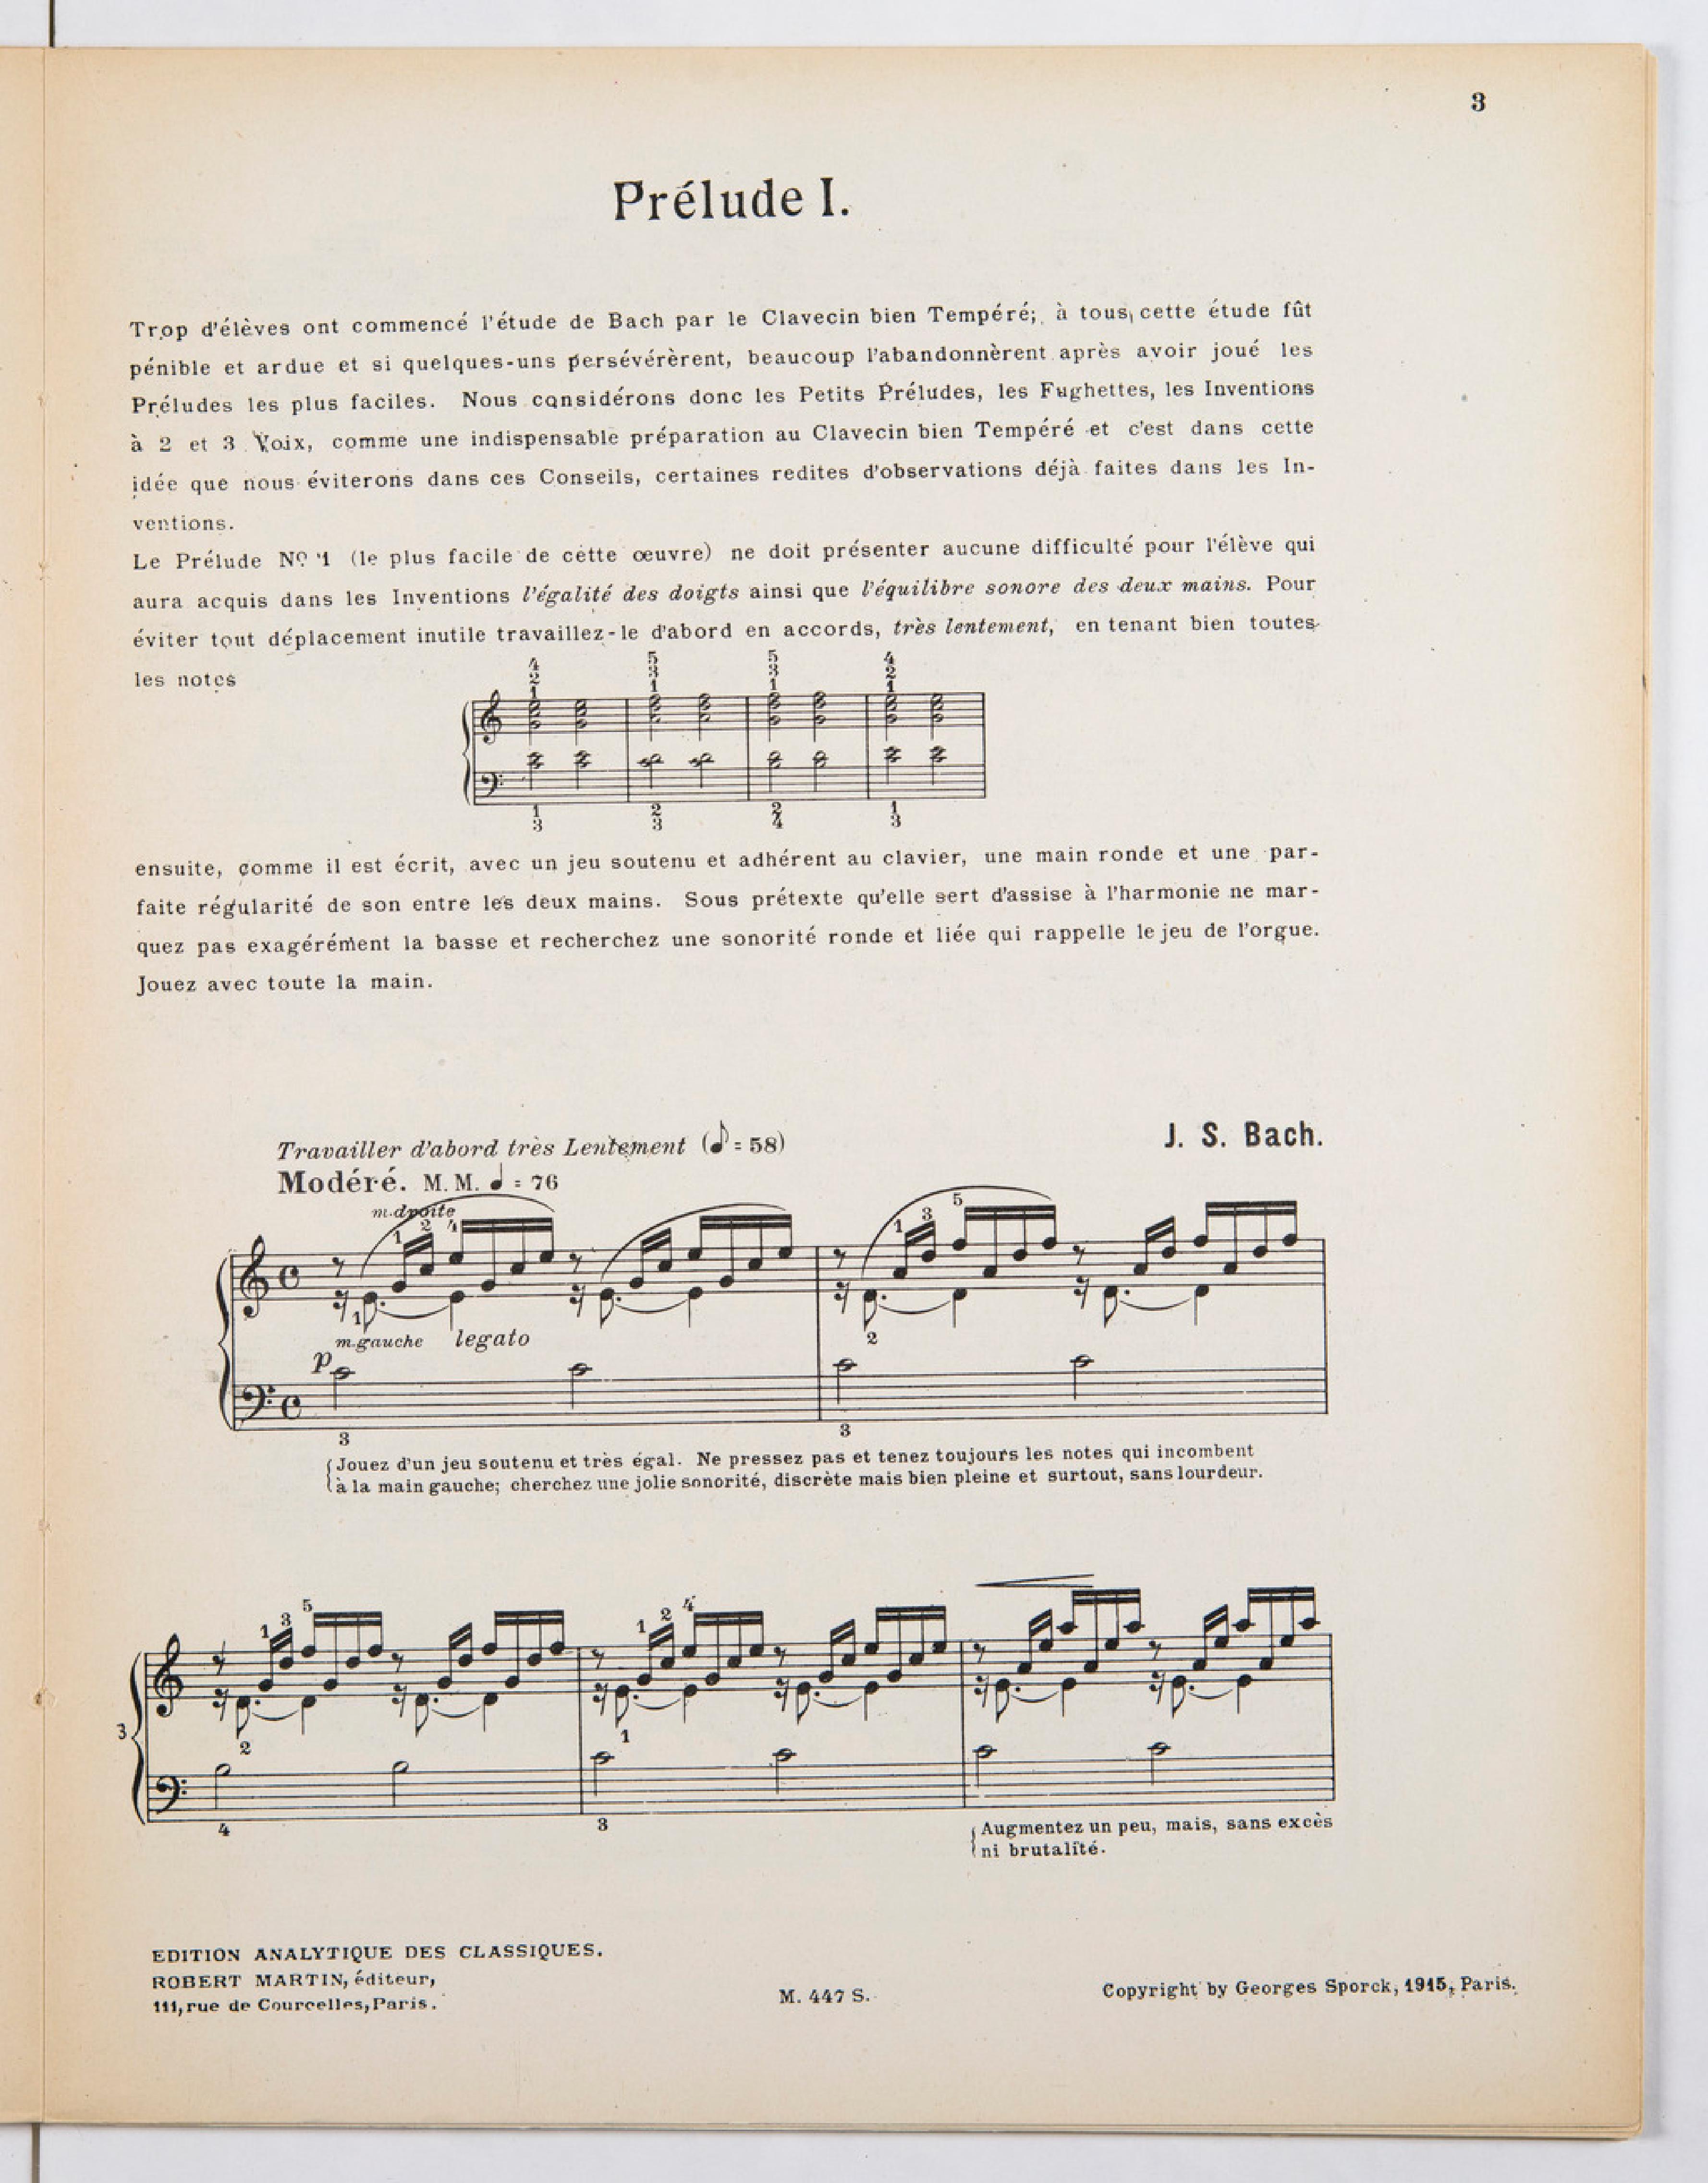 3
Prélude I.
Trop d'élèves ont commencé l'étude de Bach par le Clavecin bien Tempéré; à tous, cette étude fût
pénible et ardue et si quelques-uns persévérèrent, beaucoup l'abandonnèrent après avoir joué les
Préludes les plus faciles. Nous considérons donc les Petits Préludes, les Fughettes, les Inventions
à 2 et 3 Voix, comme une indispensable préparation au Clavecin bien Tempéré et c'est dans cette
idée que nous éviterons dans ces Conseils, certaines redites d'observations déjà faites dans les In-
ventions.
Le Prélude Nº 1 (le plus facile de cette œuvre) ne doit présenter aucune difficulté pour l'élève qui
aura acquis dans les Inventions l'égalité des doigts ainsi que l'équilibre sonore des deux mains. Pour
éviter tout déplacement inutile travaillez-le d'abord en accords, très lentement, en tenant bien toutes
les notes
4 5 5 4
2 3 3 2
1 1 1 1
1 2 2 1
3 3 4 3
ensuite, comme il est écrit, avec un jeu soutenu et adhérent au clavier, une main ronde et une par-
faite régularité de son entre les deux mains. Sous prétexte qu'elle sert d'assise à l'harmonie ne mar-
quez pas exagérément la basse et recherchez une sonorité ronde et liée qui rappelle le jeu de l'orgue.
Jouez avec toute la main.
J. S. Bach.
Travailler d'abord très Lentement (♪ = 58)
Modéré. M. M. ♩ = 76
m.droite
1 2 4 1 3 5
1 2
m.gauche legato
p
3 3
Jouez d'un jeu soutenu et très égal. Ne pressez pas et tenez toujours les notes qui incombent
à la main gauche; cherchez une jolie sonorité, discrète mais bien pleine et surtout, sans lourdeur.
1 3 5 1 2 4
3
2 1
4 3
Augmentez un peu, mais, sans excès
ni brutalité.
EDITION ANALYTIQUE DES CLASSIQUES.
ROBERT MARTIN, éditeur,
111, rue de Courcelles, Paris.
M. 447 S.
Copyright by Georges Sporck, 1915, Paris.